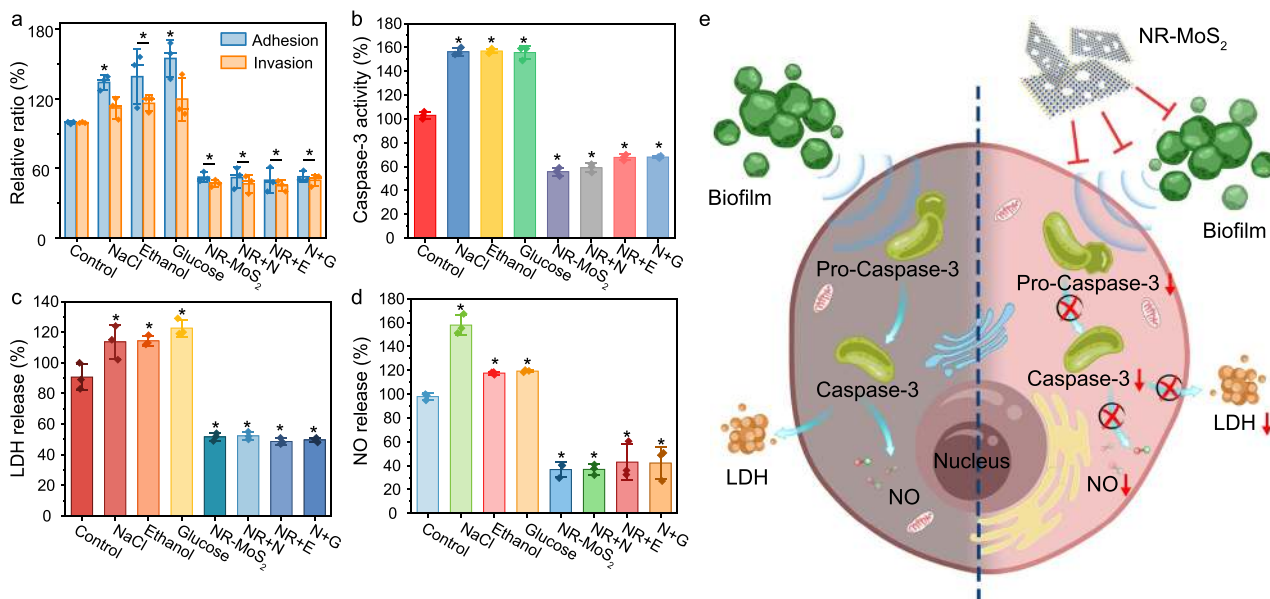 a
Relative ratio (%)
180
120
60
0
Adhesion
Invasion
*
*
*
*
*
*
*
Control
NaCl
Ethanol
Glucose
NR-MoS2
NR+N
NR+E
N+G
b
Caspase-3 activity (%)
180
160
140
120
100
80
60
40
20
0
*
*
*
*
*
*
*
Control
NaCl
Ethanol
Glucose
NR-MoS2
NR+N
NR+E
N+G
c
LDH release (%)
140
120
100
80
60
40
20
0
*
*
*
*
*
*
*
Control
NaCl
Ethanol
Glucose
NR-MoS2
NR+N
NR+E
N+G
d
NO release (%)
180
160
140
120
100
80
60
40
20
0
*
*
*
*
*
*
*
Control
NaCl
Ethanol
Glucose
NR-MoS2
NR+N
NR+E
N+G
e
NR-MoS2
Biofilm
Biofilm
Pro-Caspase-3
Pro-Caspase-3
Caspase-3
Caspase-3
LDH
LDH
Nucleus
NO
NO